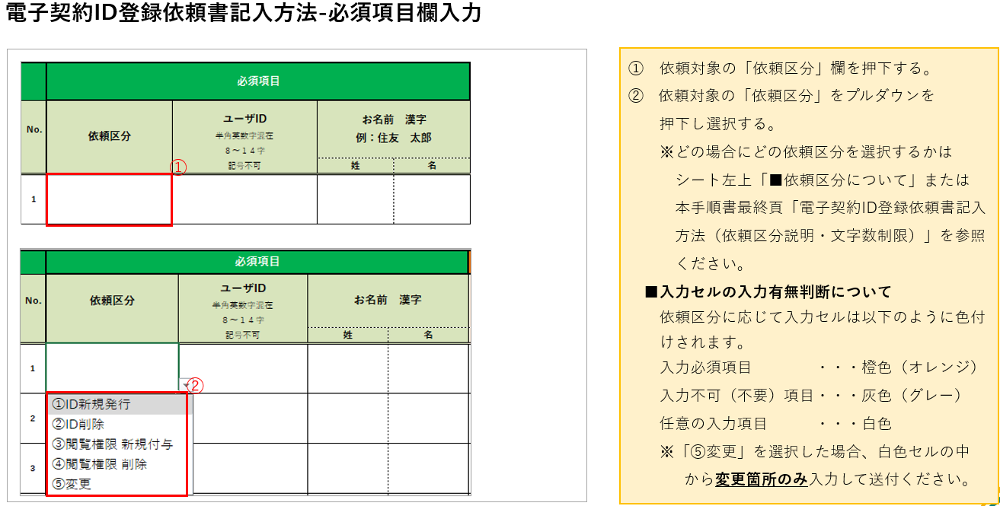 電子契約ID登録依頼書記入方法-必須項目欄入力
必須項目
No.
依頼区分
ユーザID
半角英数字混在
8～14字
記号不可
お名前　漢字
例：住友　太郎
姓
名
①
1
必須項目
No.
依頼区分
ユーザID
半角英数字混在
8～14字
記号不可
お名前　漢字
姓
名
1
②
2
3
①ID新規発行
②ID削除
③閲覧権限 新規付与
④閲覧権限 削除
⑤変更
①　依頼対象の「依頼区分」欄を押下する。
②　依頼対象の「依頼区分」をプルダウンを
押下し選択する。
※どの場合にどの依頼区分を選択するかは
シート左上「■依頼区分について」または
本手順書最終頁「電子契約ID登録依頼書記入
方法（依頼区分説明・文字数制限）」を参照
ください。
■入力セルの入力有無判断について
依頼区分に応じて入力セルは以下のように色付
けされます。
入力必須項目　　　　・・・橙色（オレンジ）
入力不可（不要）項目・・・灰色（グレー）
任意の入力項目　　　・・・白色
※「⑤変更」を選択した場合、白色セルの中
から変更箇所のみ入力して送付ください。